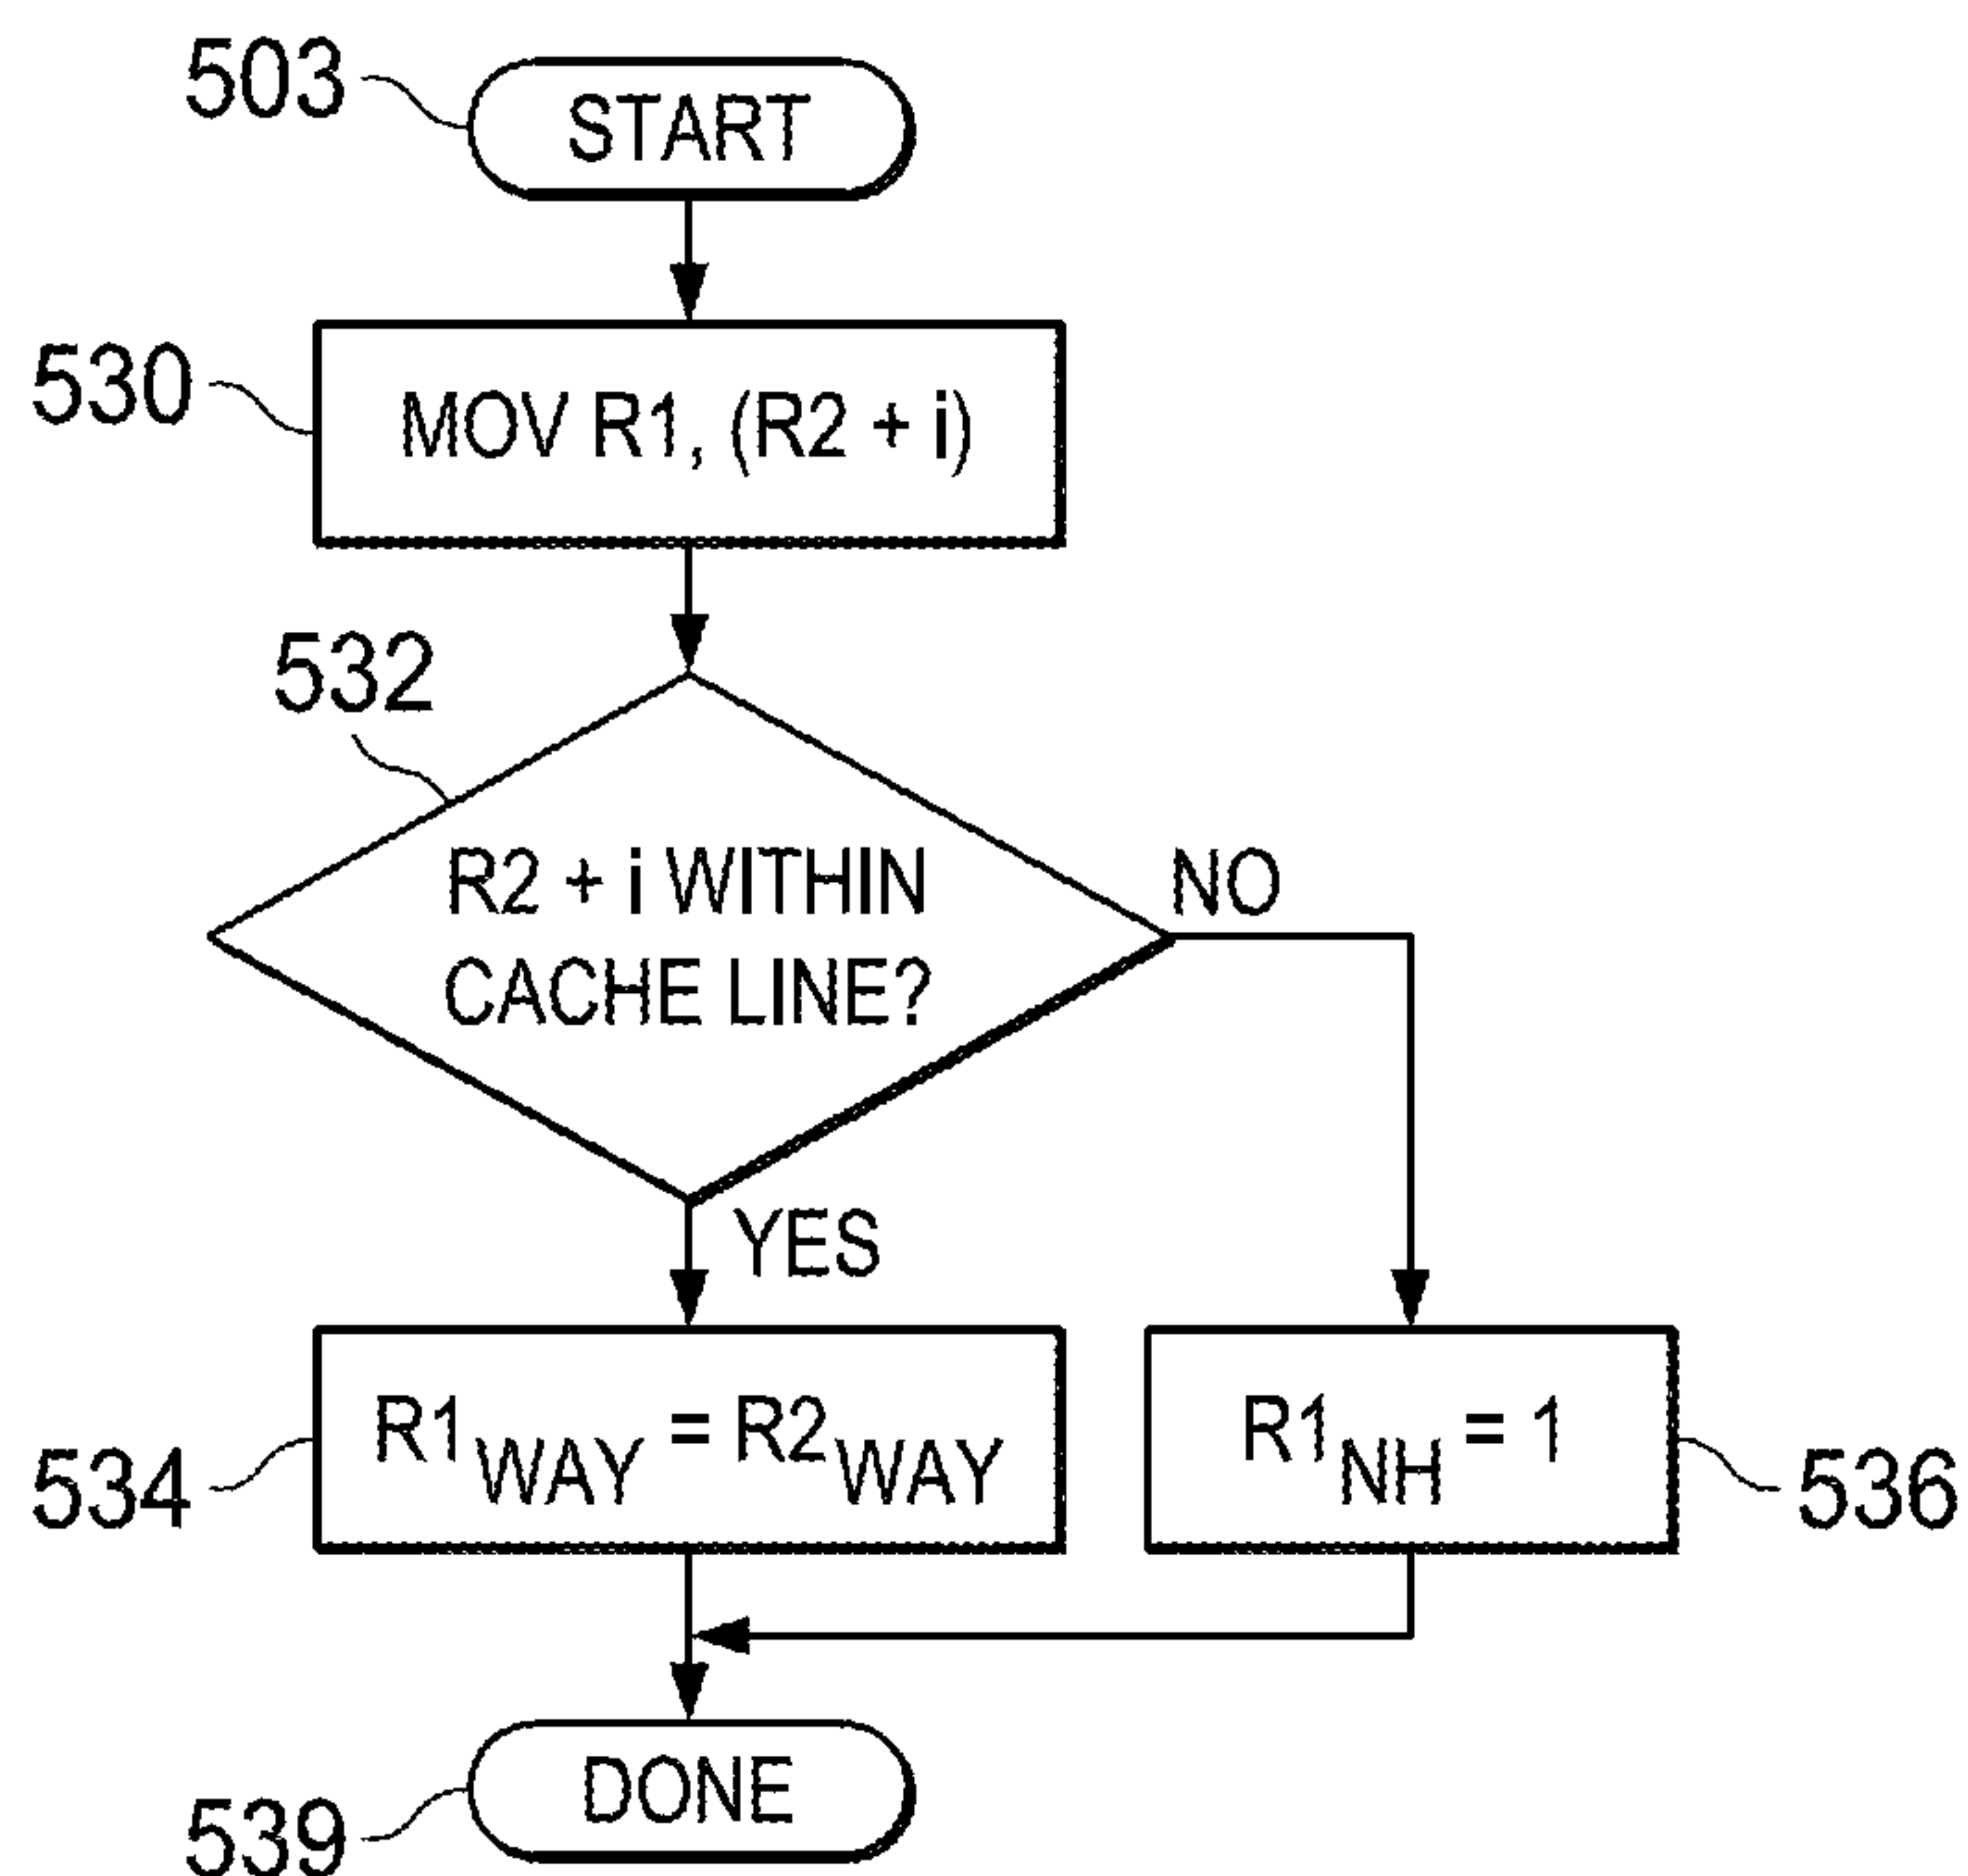 503
START
530
MOV R1, (R2 + i)
532
R2 + i WITHIN
CACHE LINE?
NO
YES
534
R1WAY = R2WAY
R1NH = 1
536
539
DONE